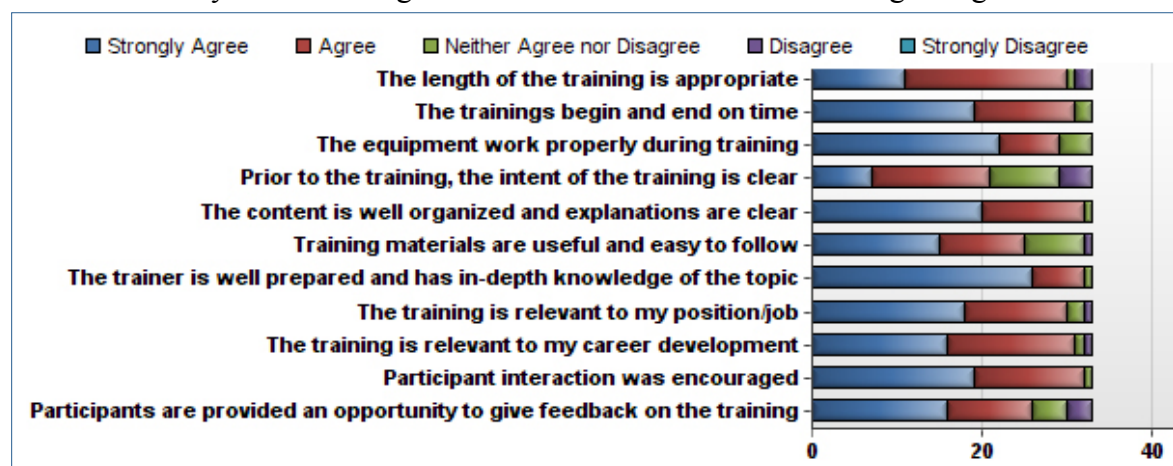 Strongly Agree Agree Neither Agree nor Disagree Disagree Strongly Disagree
The length of the training is appropriate
The trainings begin and end on time
The equipment work properly during training
Prior to the training, the intent of the training is clear
The content is well organized and explanations are clear
Training materials are useful and easy to follow
The trainer is well prepared and has in-depth knowledge of the topic
The training is relevant to my position/job
The training is relevant to my career development
Participant interaction was encouraged
Participants are provided an opportunity to give feedback on the training
0 20 40